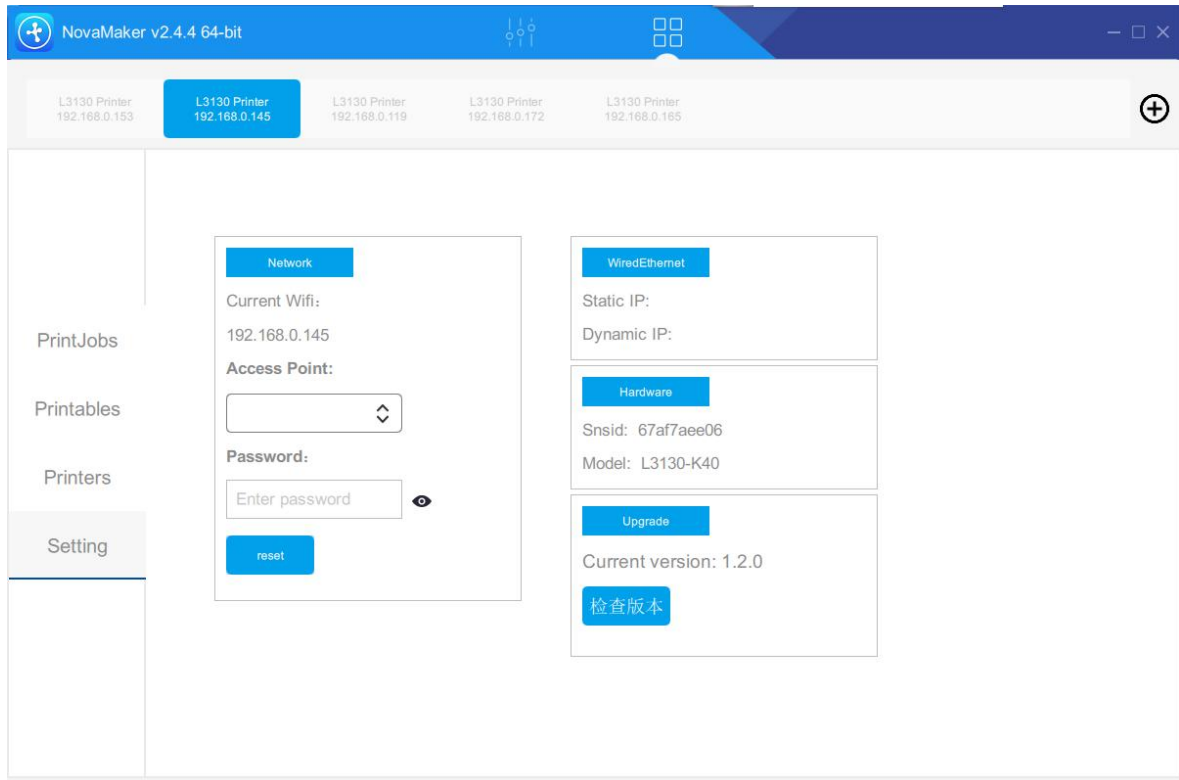 NovaMaker v2.4.4 64-bit
L3130 Printer
192.168.0.153
L3130 Printer
192.168.0.145
L3130 Printer
192.168.0.119
L3130 Printer
192.168.0.172
L3130 Printer
192.168.0.165
PrintJobs
Printables
Printers
Setting
Network
Current Wifi：
192.168.0.145
Access Point:
Password：
Enter password
reset
WiredEthernet
Static IP:
Dynamic IP:
Hardware
Snsid: 67af7aee06
Model: L3130-K40
Upgrade
Current version: 1.2.0
检查版本